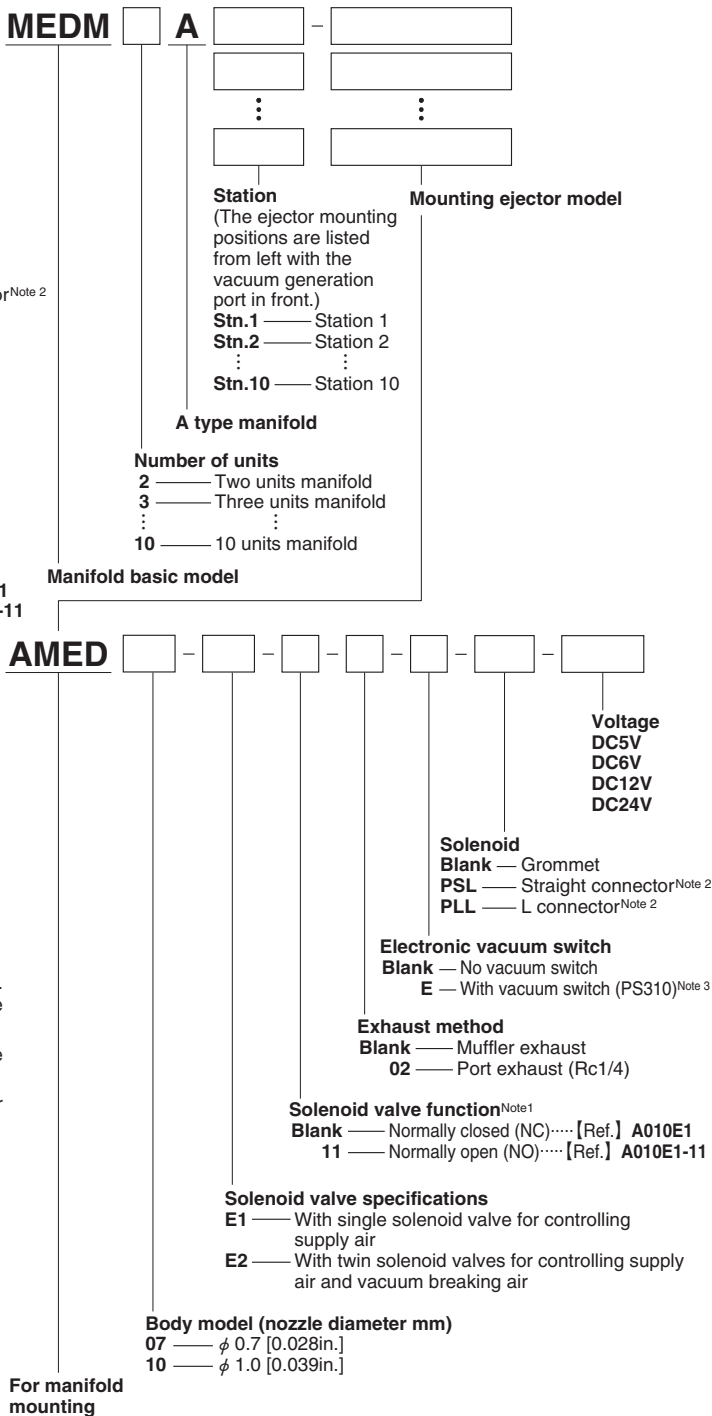 MEDM A –
Station
(The ejector mounting
positions are listed
from left with the
vacuum generation
port in front.)
Stn.1 Station 1
Stn.2 Station 2
Stn.10 Station 10
Mounting ejector model
orNote 2
A type manifold
Number of units
2 Two units manifold
3 Three units manifold
10 10 units manifold
1
-11
Manifold basic model
AMED – – – – – –
Voltage
DC5V
DC6V
DC12V
DC24V
Solenoid
Blank Grommet
PSL Straight connectorNote 2
PLL L connectorNote 2
Electronic vacuum switch
Blank No vacuum switch
E With vacuum switch (PS310)Note 3
Exhaust method
Blank Muffler exhaust
02 Port exhaust (Rc1/4)
Solenoid valve functionNote1
Blank Normally closed (NC)·····【Ref.】A010E1
11 Normally open (NO)·····【Ref.】A010E1-11
Solenoid valve specifications
E1 With single solenoid valve for controlling
supply air
E2 With twin solenoid valves for controlling supply
air and vacuum breaking air
Body model (nozzle diameter mm)
07 φ 0.7 [0.028in.]
10 φ 1.0 [0.039in.]
For manifold
mounting